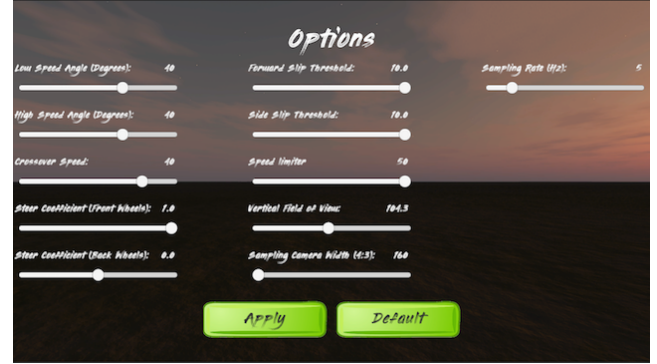 Options
Low Speed Angle (Degrees): 40
High Speed Angle (Degrees): 40
Crossover Speed: 40
Steer Coefficient (Front Wheels): 1.0
Steer Coefficient (Back Wheels): 0.0
Forward Slip Threshold: 10.0
Side Slip Threshold: 10.0
Speed limiter 50
Vertical Field of View: 104.3
Sampling Camera Width (4:3): 160
Sampling Rate (Hz): 5
Apply
Default